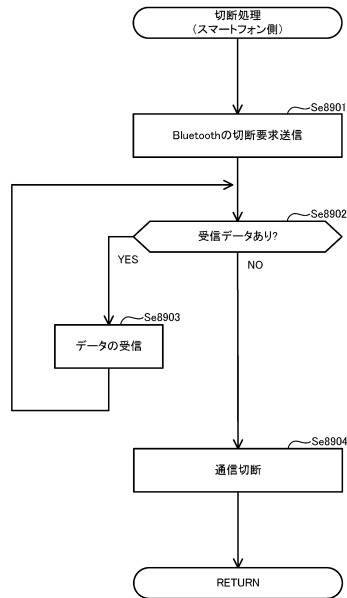 切断処理
（スマートフォン側）
Se8901
Bluetoothの切断要求送信
Se8902
受信データあり?
YES
NO
Se8903
データの受信
Se8904
通信切断
RETURN